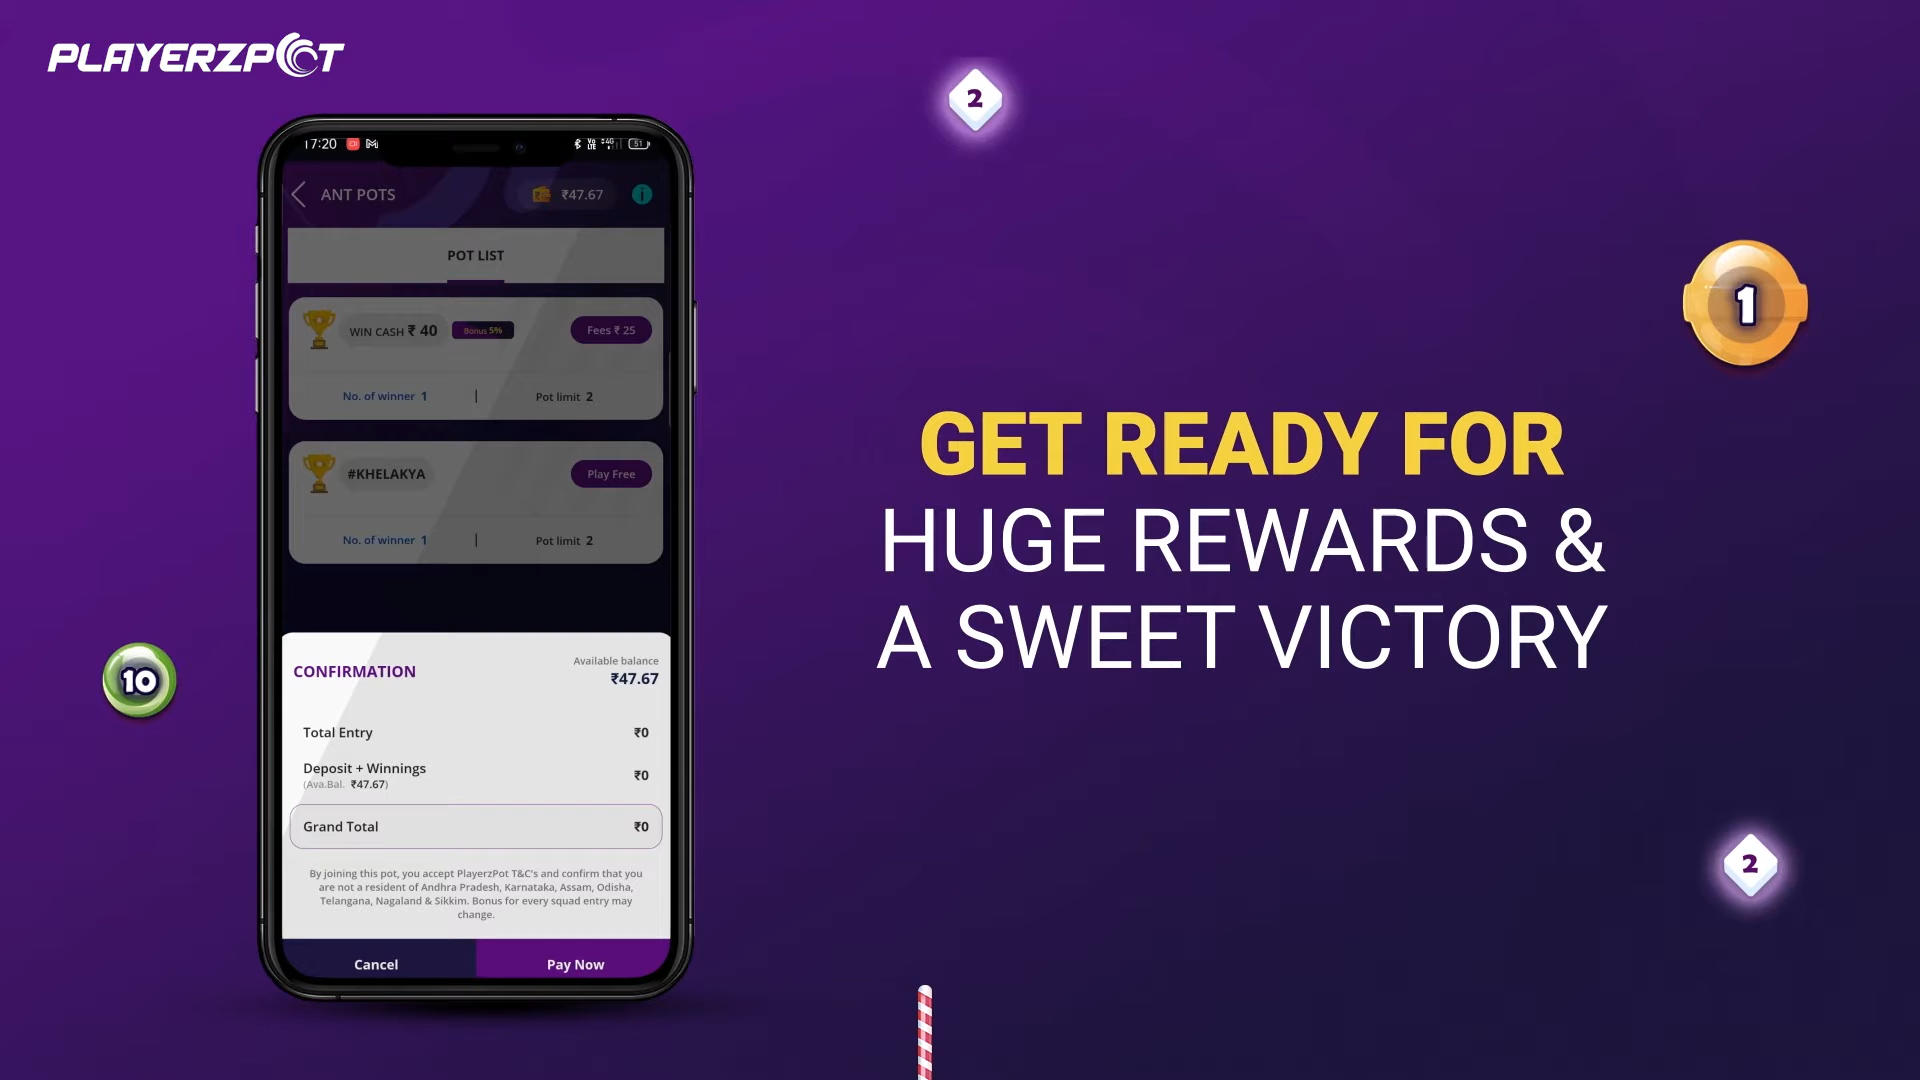 PLAYERZPOT
17:20
51
ANT POTS
₹47.67
POT LIST
WIN CASH ₹ 40
Bonus 5%
Fees ₹ 25
No. of winner 1 | Pot limit 2
#KHELAKYA
Play Free
No. of winner 1 | Pot limit 2
CONFIRMATION
Available balance
₹47.67
Total Entry ₹0
Deposit + Winnings ₹0
(Ava.Bal. ₹47.67)
Grand Total ₹0
By joining this pot, you accept PlayerzPot T&C's and confirm that you
are not a resident of Andhra Pradesh, Karnataka, Assam, Odisha,
Telangana, Nagaland & Sikkim. Bonus for every squad entry may
change.
Cancel
Pay Now
10
2
1
GET READY FOR
HUGE REWARDS &
A SWEET VICTORY
2